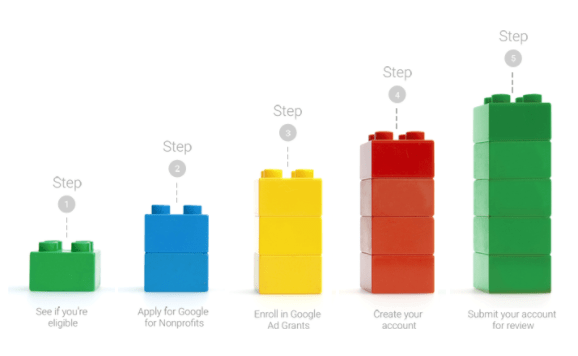 Step
1
See if you're
eligible
Step
2
Apply for Google
for Nonprofits
Step
3
Enroll in Google
Ad Grants
Step
4
Create your
account
Step
5
Submit your account
for review